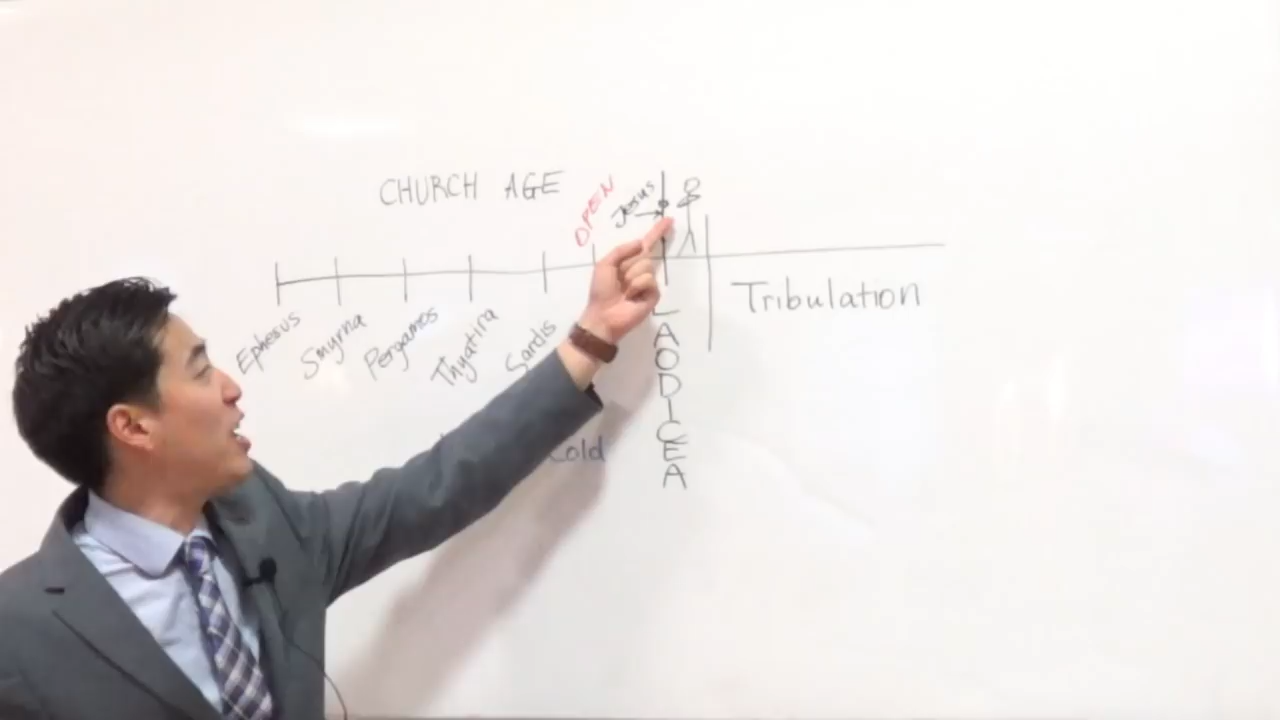 CHURCH AGE
OPEN
Jesus
Ephesus
Smyrna
Pergamos
Thyatira
Sardis
LAODICEA
Tribulation
Cold